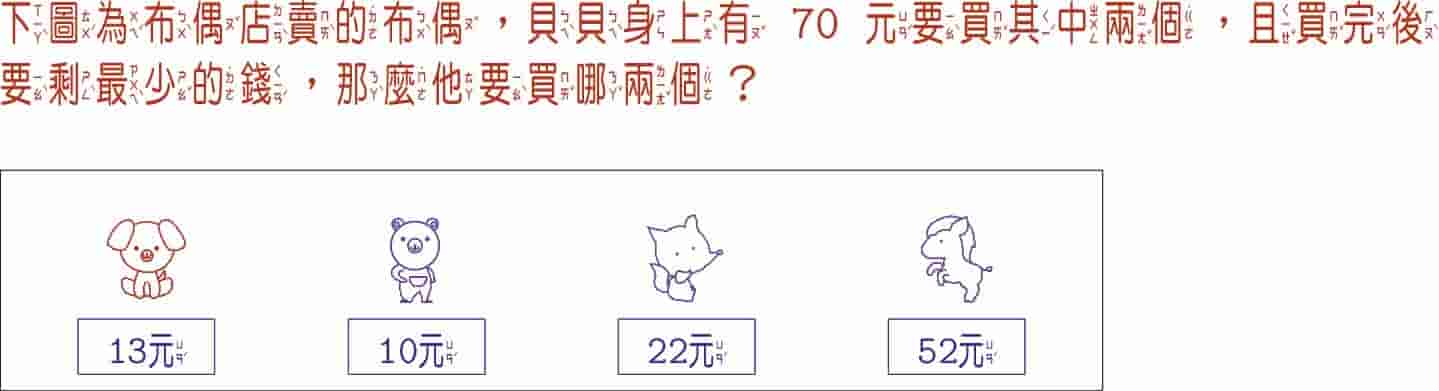 下圖為布偶店賣的布偶，貝貝身上有 70 元要買其中兩個，且買完後
要剩最少的錢，那麼他要買哪兩個？
13元 10元 22元 52元